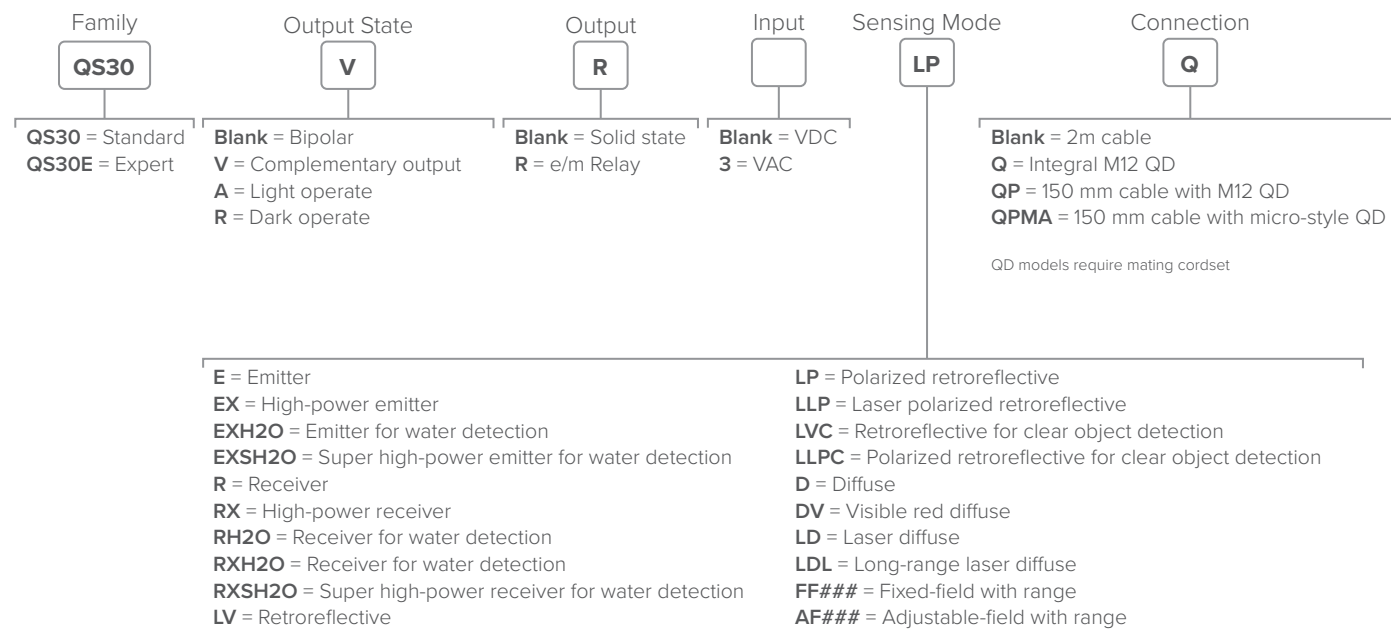 Family
Output State
Output
Input
Sensing Mode
Connection
QS30
V
R
LP
Q
QS30 = Standard
QS30E = Expert
Blank = Bipolar
V = Complementary output
A = Light operate
R = Dark operate
Blank = Solid state
R = e/m Relay
Blank = VDC
3 = VAC
Blank = 2m cable
Q = Integral M12 QD
QP = 150 mm cable with M12 QD
QPMA = 150 mm cable with micro-style QD
QD models require mating cordset
E = Emitter
EX = High-power emitter
EXH2O = Emitter for water detection
EXSH2O = Super high-power emitter for water detection
R = Receiver
RX = High-power receiver
RH2O = Receiver for water detection
RXH2O = Receiver for water detection
RXSH2O = Super high-power receiver for water detection
LV = Retroreflective
LP = Polarized retroreflective
LLP = Laser polarized retroreflective
LVC = Retroreflective for clear object detection
LLPC = Polarized retroreflective for clear object detection
D = Diffuse
DV = Visible red diffuse
LD = Laser diffuse
LDL = Long-range laser diffuse
FF### = Fixed-field with range
AF### = Adjustable-field with range